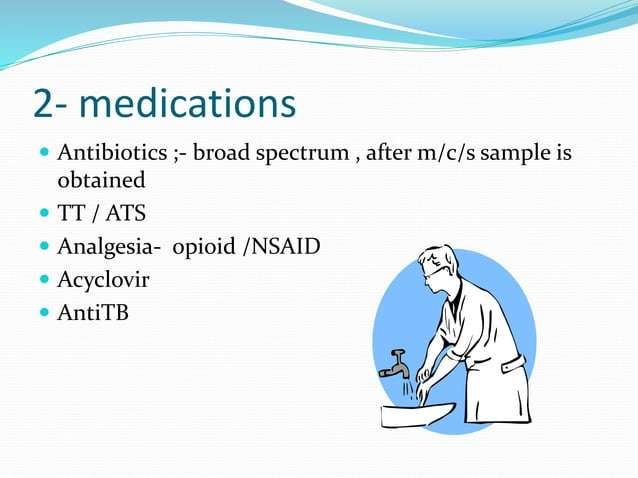 2- medications
Antibiotics ;- broad spectrum , after m/c/s sample is
obtained
TT / ATS
Analgesia- opioid /NSAID
Acyclovir
AntiTB